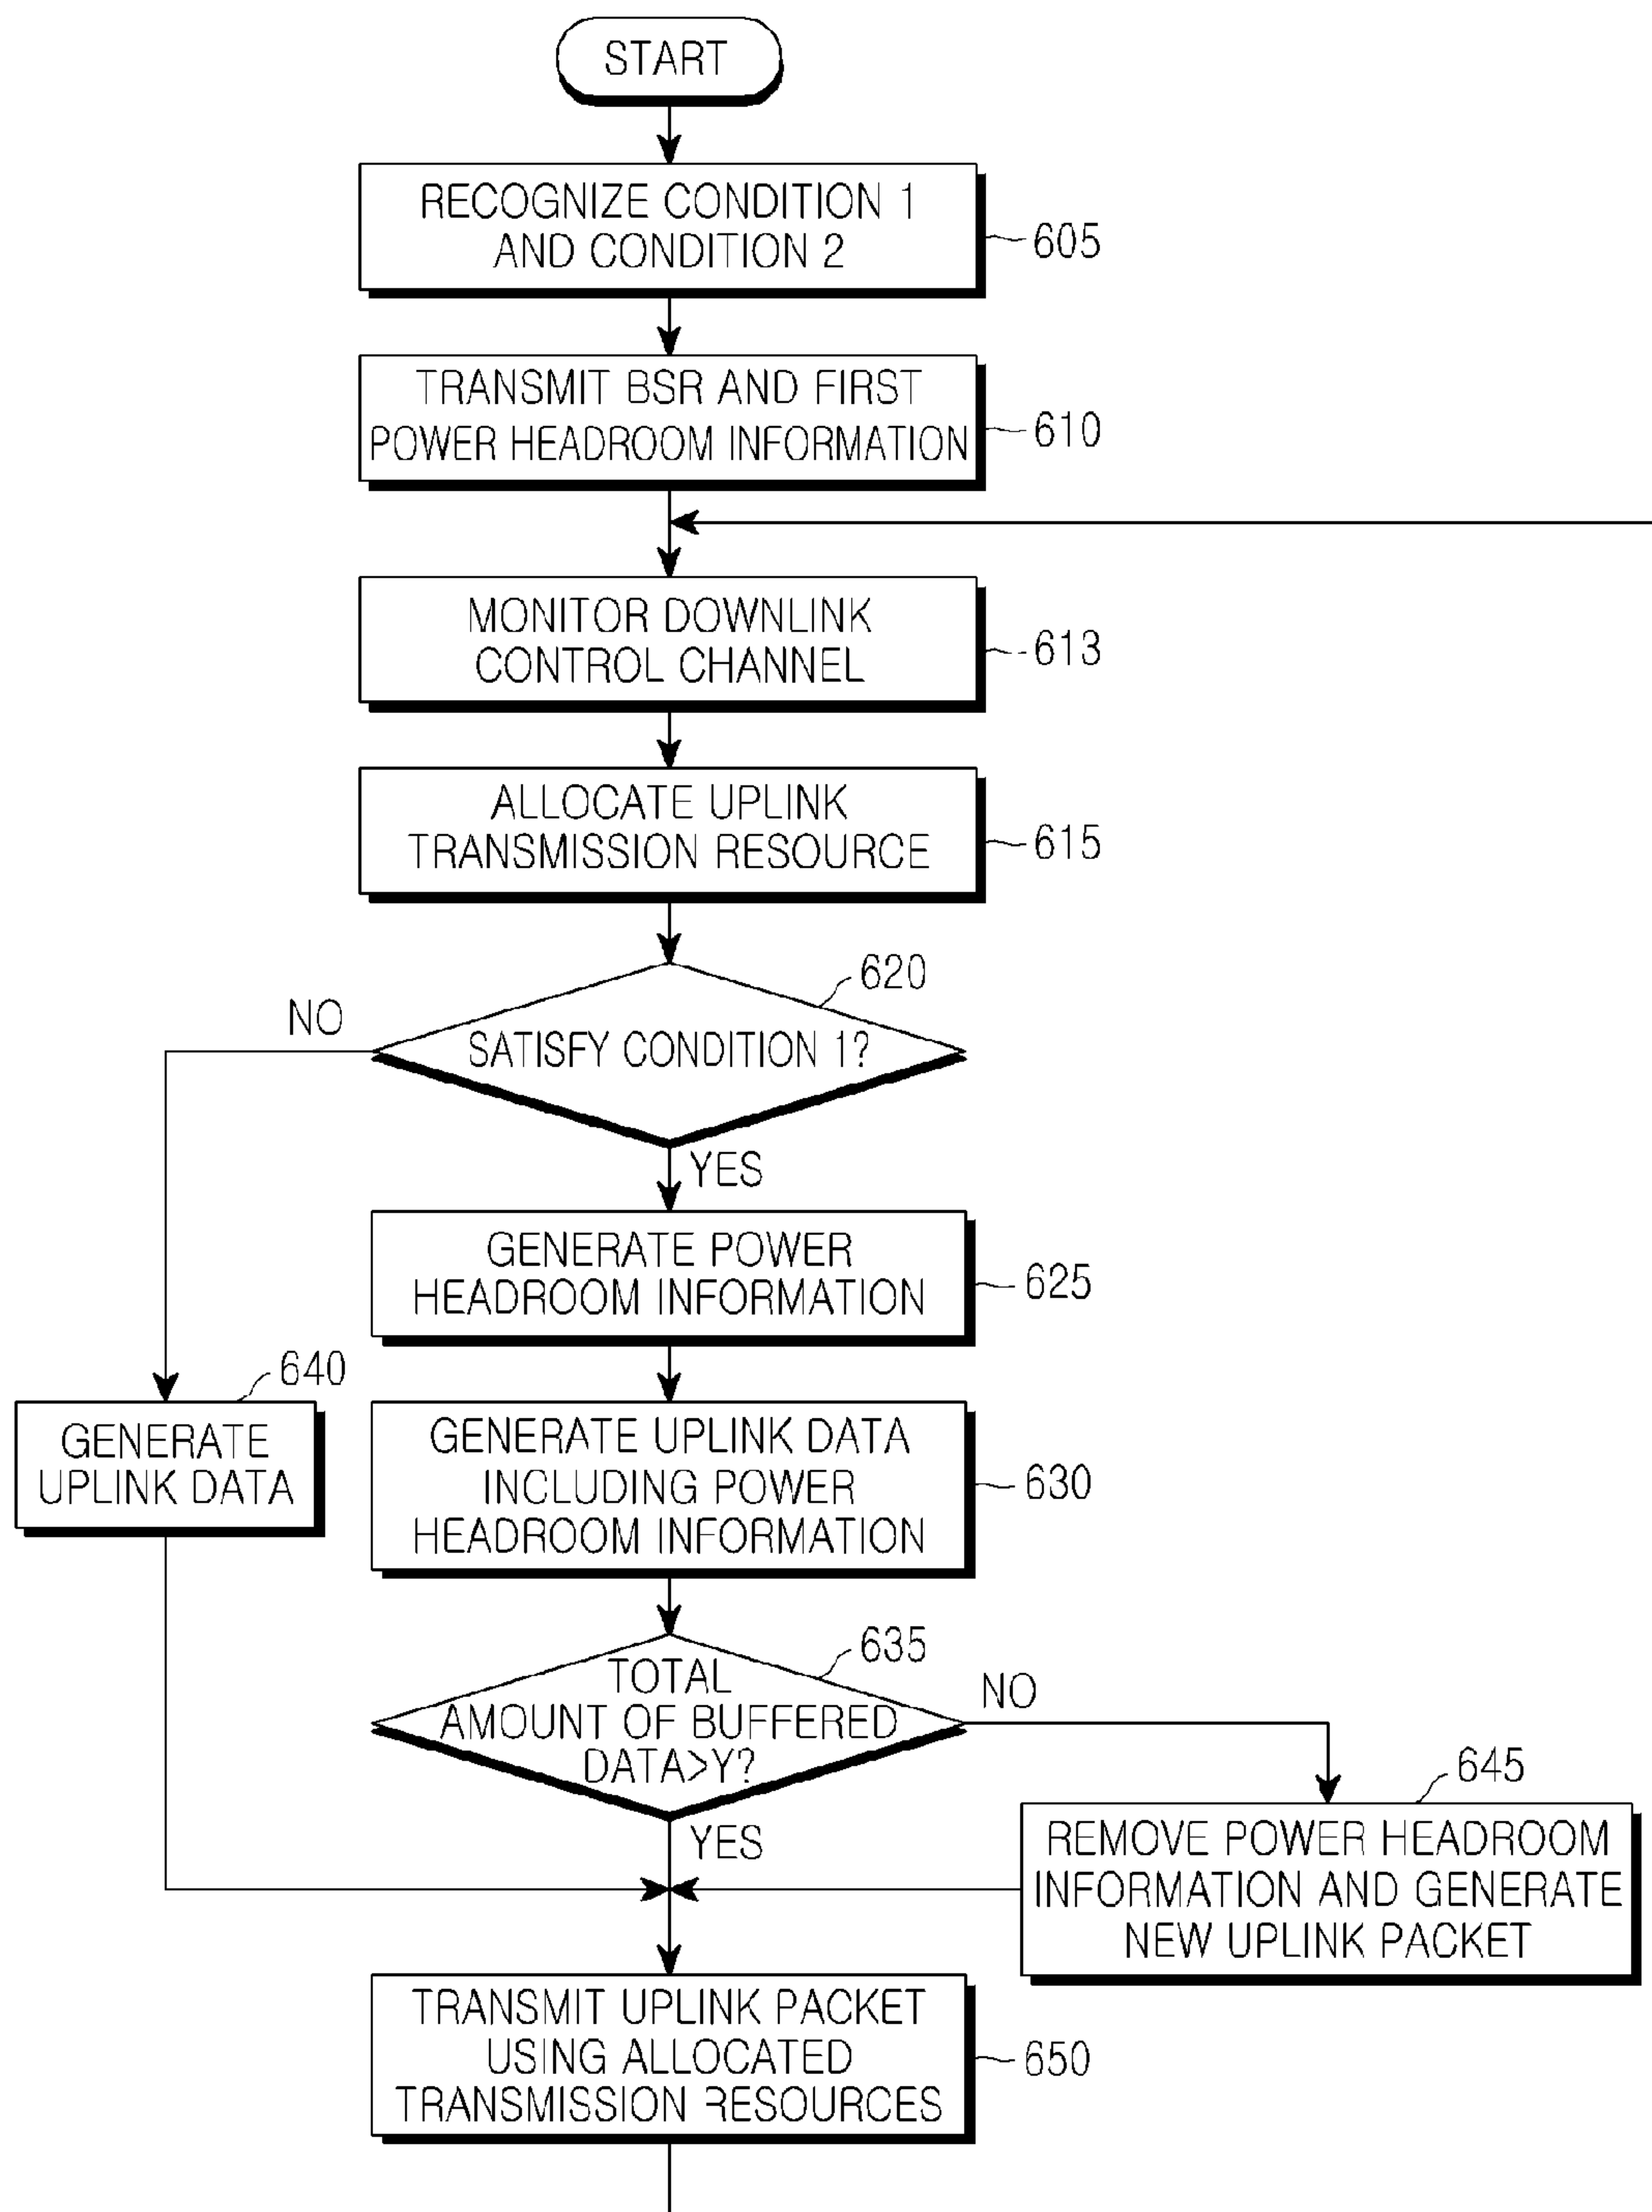 START
RECOGNIZE CONDITION 1
AND CONDITION 2
605
TRANSMIT BSR AND FIRST
POWER HEADROOM INFORMATION
610
MONITOR DOWNLINK
CONTROL CHANNEL
613
ALLOCATE UPLINK
TRANSMISSION RESOURCE
615
620
NO
SATISFY CONDITION 1?
YES
GENERATE POWER
HEADROOM INFORMATION
625
640
GENERATE
UPLINK DATA
GENERATE UPLINK DATA
INCLUDING POWER
HEADROOM INFORMATION
630
635
TOTAL
AMOUNT OF BUFFERED
DATA>Y?
NO
YES
645
REMOVE POWER HEADROOM
INFORMATION AND GENERATE
NEW UPLINK PACKET
TRANSMIT UPLINK PACKET
USING ALLOCATED
TRANSMISSION RESOURCES
650